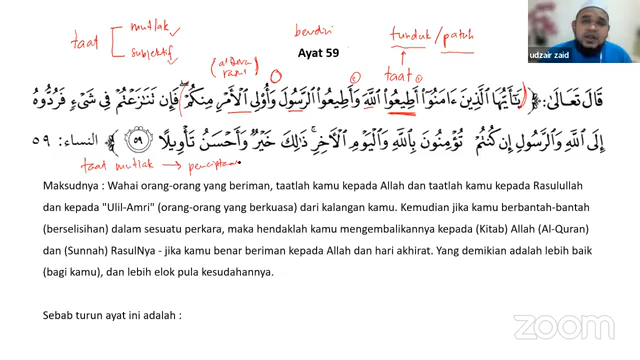 taat mutlak subjektif
berdiri
tunduk / patuh
udzair zaid
Ayat 59
taat
قَالَ تَعَالَىٰ: ﴿ يَٰٓأَيُّهَا ٱلَّذِينَ ءَامَنُوٓا۟ أَطِيعُوا۟ ٱللَّهَ وَأَطِيعُوا۟ ٱلرَّسُولَ وَأُو۟لِى ٱلْأَمْرِ مِنكُمْ ۖ فَإِن تَنَٰزَعْتُمْ فِى شَىْءٍ فَرُدُّوهُ
إِلَى ٱللَّهِ وَٱلرَّسُولِ إِن كُنتُمْ تُؤْمِنُونَ بِٱللَّهِ وَٱلْيَوْمِ ٱلْءَاخِرِ ۚ ذَٰلِكَ خَيْرٌ وَأَحْسَنُ تَأْوِيلًا ٥٩ ﴾ النساء: ٥٩
taat mutlak → penciptaan
Maksudnya : Wahai orang-orang yang beriman, taatlah kamu kepada Allah dan taatlah kamu kepada Rasulullah
dan kepada "Ulil-Amri" (orang-orang yang berkuasa) dari kalangan kamu. Kemudian jika kamu berbantah-bantah
(berselisihan) dalam sesuatu perkara, maka hendaklah kamu mengembalikannya kepada (Kitab) Allah (Al-Quran)
dan (Sunnah) RasulNya - jika kamu benar beriman kepada Allah dan hari akhirat. Yang demikian adalah lebih baik
(bagi kamu), dan lebih elok pula kesudahannya.
Sebab turun ayat ini adalah :
zoom